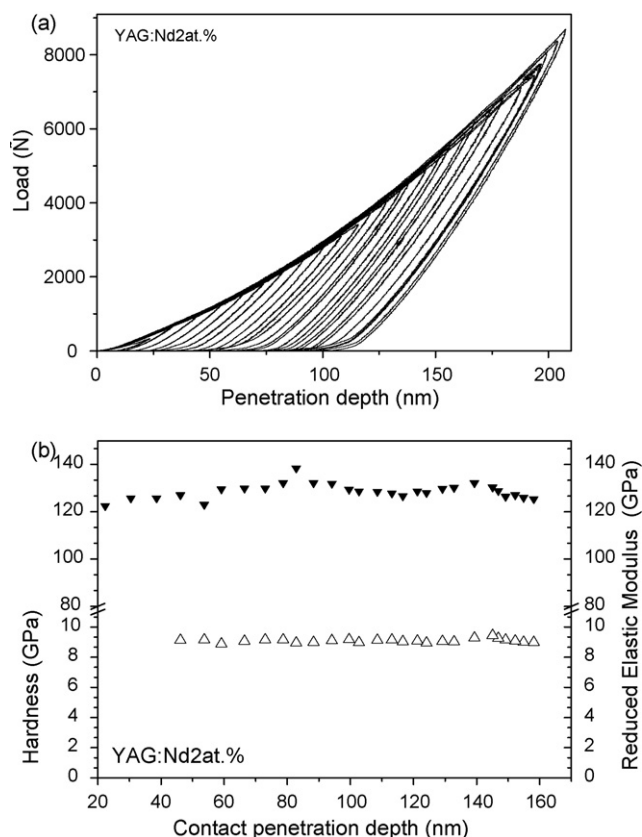 (a)
YAG:Nd2at.%
8000
6000
4000
2000
0
Load (N̄)
0 50 100 150 200
Penetration depth (nm)
(b)
140 140
120 120
100 100
80 80
10 10
8 8
6 6
4 4
2 2
0 0
Hardness (GPa)
Reduced Elastic Modulus (GPa)
YAG:Nd2at.%
20 40 60 80 100 120 140 160
Contact penetration depth (nm)